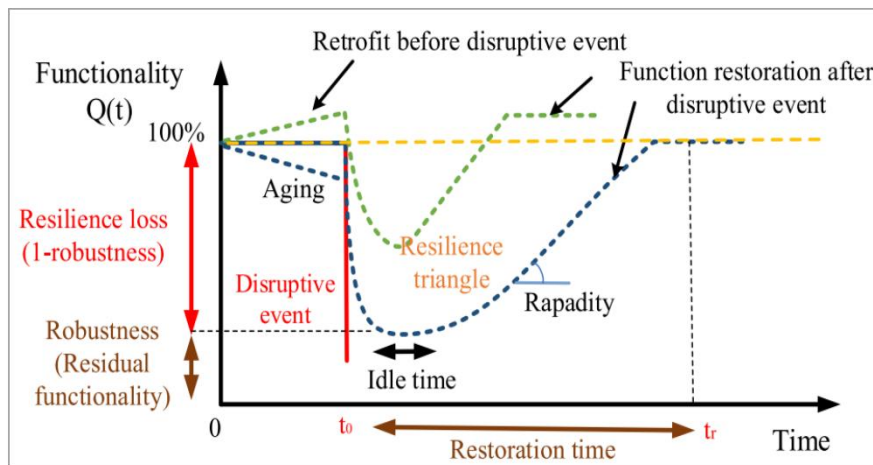 Retrofit before disruptive event
Functionality
Q(t)
Function restoration after
disruptive event
100%
Aging
Resilience loss
(1-robustness)
Resilience
triangle
Disruptive
event
Rapadity
Robustness
(Residual
functionality)
Idle time
0
t₀
tᵣ
Time
Restoration time